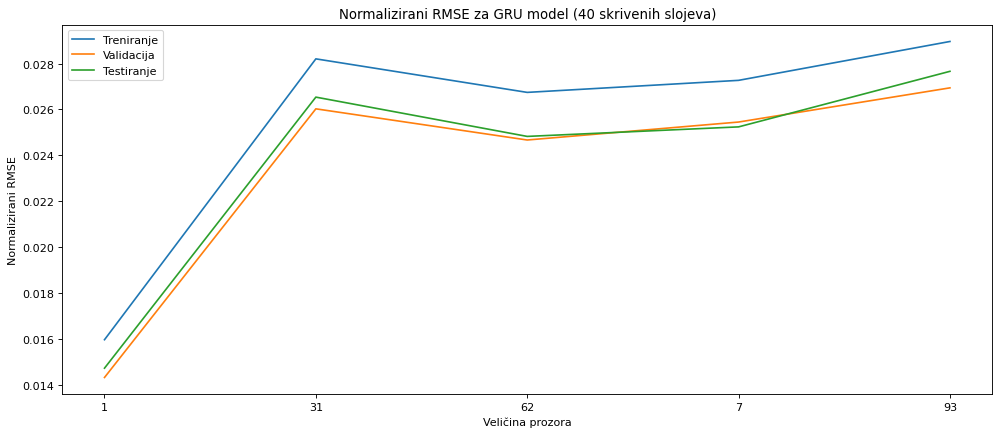 Normalizirani RMSE za GRU model (40 skrivenih slojeva)
Treniranje
Validacija
Testiranje
Normalizirani RMSE
0.028
0.026
0.024
0.022
0.020
0.018
0.016
0.014
1 31 62 7 93
Veličina prozora